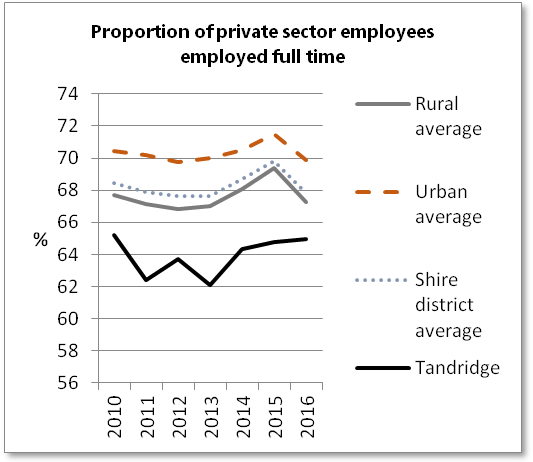 Proportion of private sector employees
employed full time
74
72
70
68
66
64
62
60
58
56
%
2010
2011
2012
2013
2014
2015
2016
Rural
average
Urban
average
Shire
district
average
Tandridge